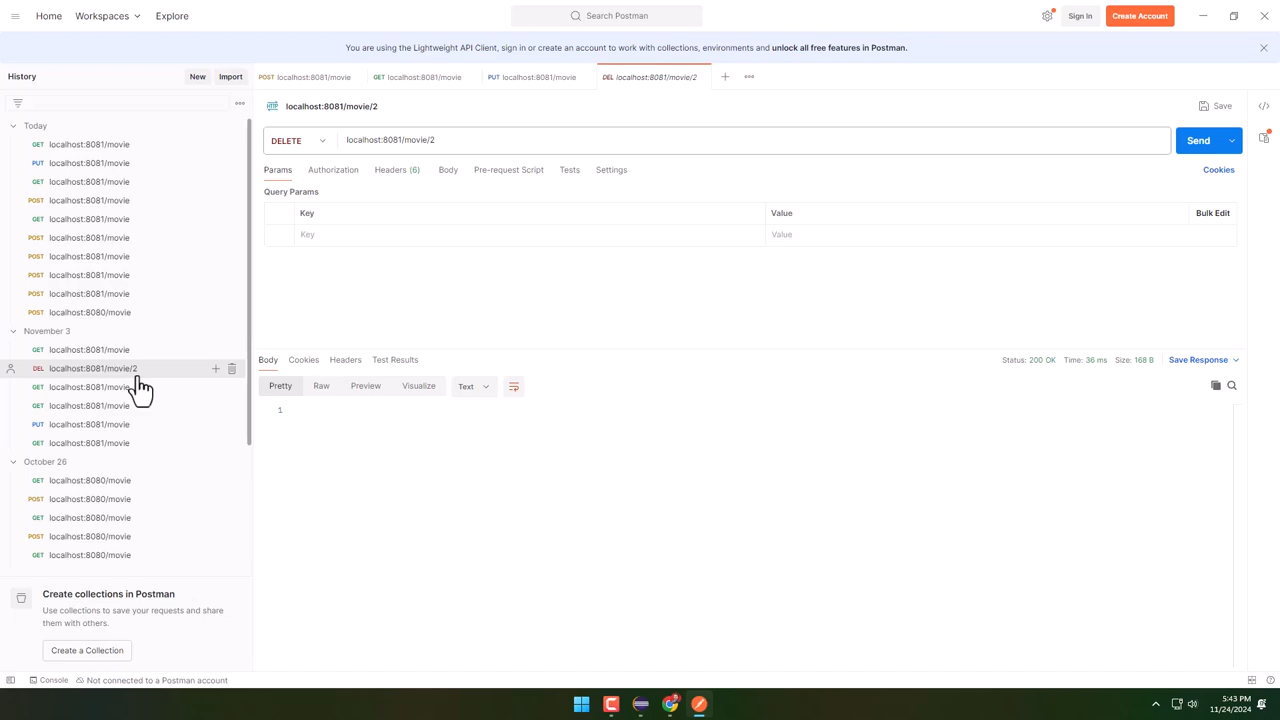 Home Workspaces Explore Search Postman Sign In Create Account
You are using the Lightweight API Client, sign in or create an account to work with collections, environments and unlock all free features in Postman.
History New Import
POST localhost:8081/movie GET localhost:8081/movie PUT localhost:8081/movie DEL localhost:8081/movie/2
HTTP localhost:8081/movie/2 Save
Today
GET localhost:8081/movie
PUT localhost:8081/movie
GET localhost:8081/movie
POST localhost:8081/movie
GET localhost:8081/movie
POST localhost:8081/movie
POST localhost:8081/movie
POST localhost:8081/movie
POST localhost:8081/movie
POST localhost:8080/movie
November 3
GET localhost:8081/movie
DEL localhost:8081/movie/2
GET localhost:8081/movie
GET localhost:8081/movie
PUT localhost:8081/movie
GET localhost:8081/movie
October 26
GET localhost:8080/movie
POST localhost:8080/movie
GET localhost:8080/movie
POST localhost:8080/movie
GET localhost:8080/movie
Create collections in Postman
Use collections to save your requests and share
them with others.
Create a Collection
DELETE localhost:8081/movie/2 Send
Params Authorization Headers (6) Body Pre-request Script Tests Settings Cookies
Query Params
Key Value Bulk Edit
Key Value
Body Cookies Headers Test Results Status: 200 OK Time: 36 ms Size: 168 B Save Response
Pretty Raw Preview Visualize Text
1
Console Not connected to a Postman account
5:43 PM
11/24/2024